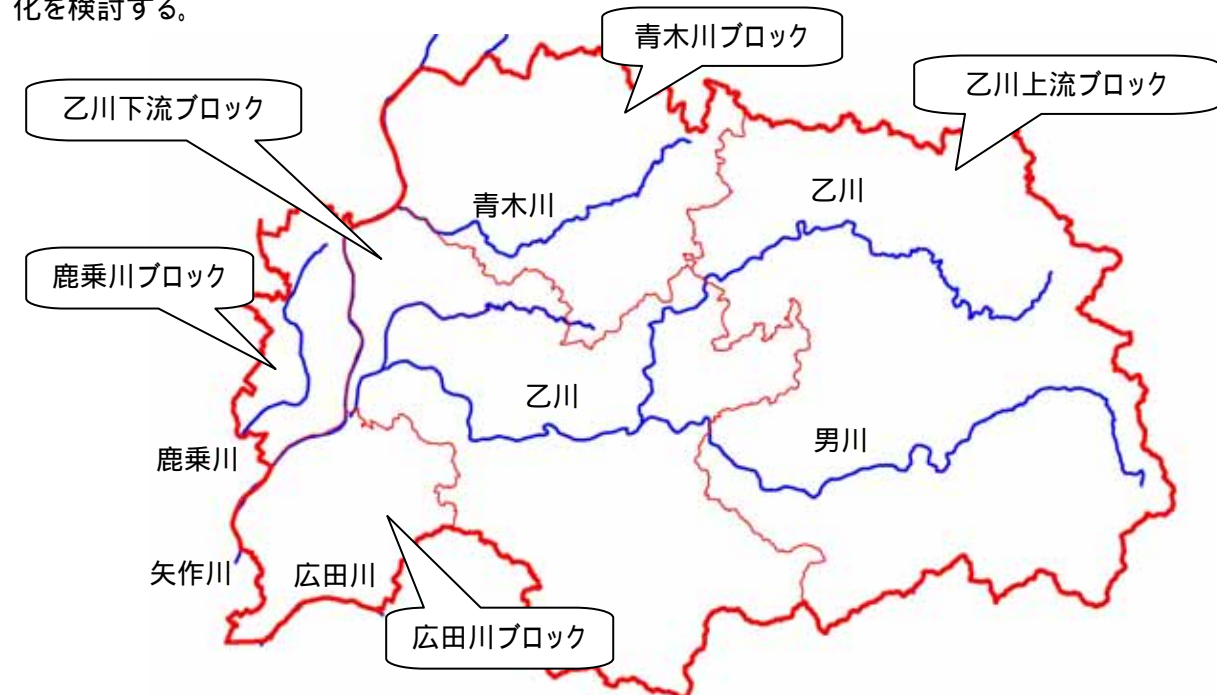 化を検討する。
青木川ブロック
乙川上流ブロック
乙川下流ブロック
乙川
青木川
鹿乗川ブロック
乙川
男川
鹿乗川
矢作川
広田川
広田川ブロック